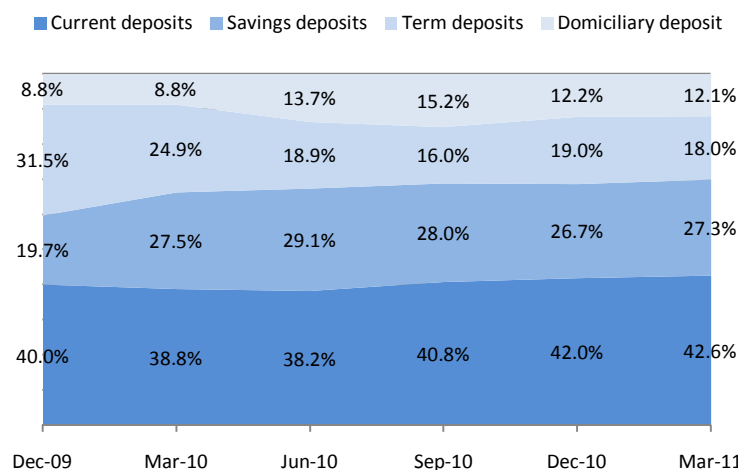 Current deposits Savings deposits Term deposits Domiciliary deposit
8.8% 8.8% 13.7% 15.2% 12.2% 12.1%
31.5% 24.9% 18.9% 16.0% 19.0% 18.0%
19.7% 27.5% 29.1% 28.0% 26.7% 27.3%
40.0% 38.8% 38.2% 40.8% 42.0% 42.6%
Dec-09 Mar-10 Jun-10 Sep-10 Dec-10 Mar-11